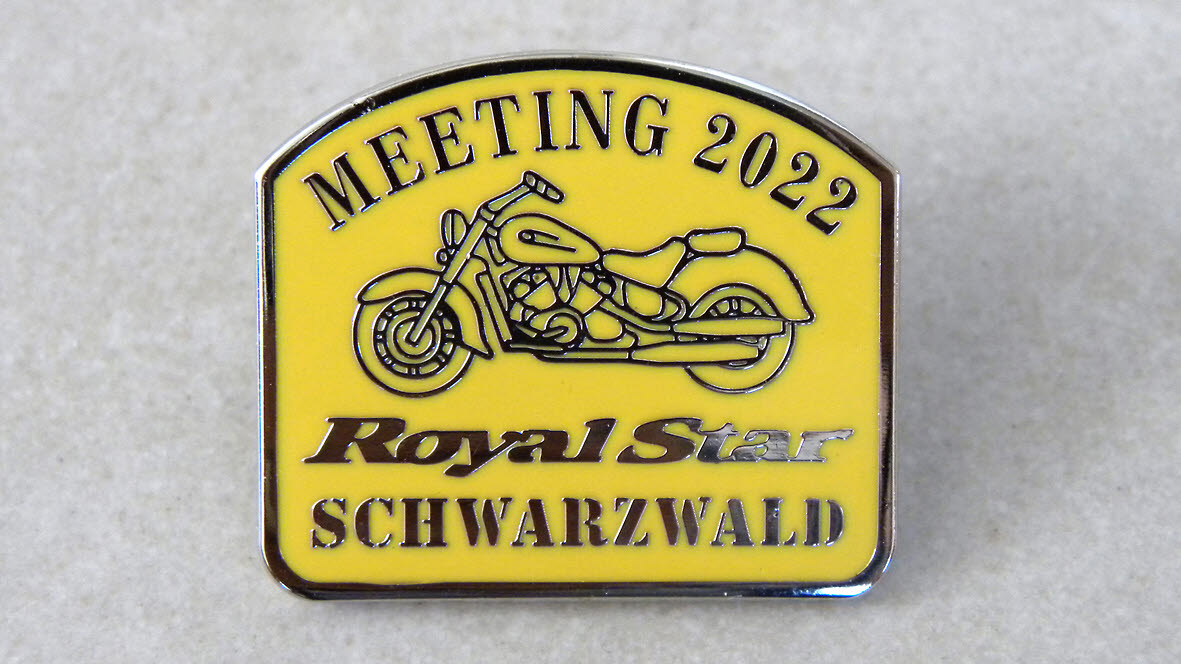 MEETING 2022
Royal Star
SCHWARZWALD